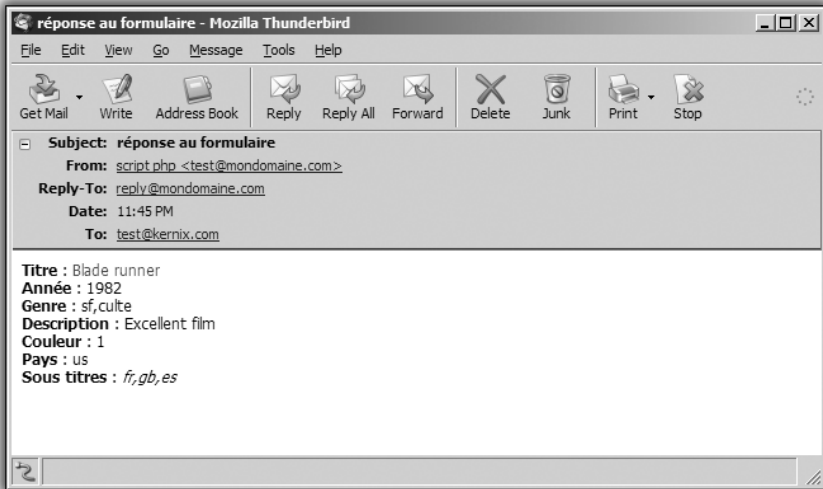 réponse au formulaire - Mozilla Thunderbird
File Edit View Go Message Tools Help
Get Mail Write Address Book Reply Reply All Forward Delete Junk Print Stop
Subject: réponse au formulaire
From: script php <test@mondomaine.com>
Reply-To: reply@mondomaine.com
Date: 11:45 PM
To: test@kernix.com
Titre : Blade runner
Année : 1982
Genre : sf,culte
Description : Excellent film
Couleur : 1
Pays : us
Sous titres : fr,gb,es